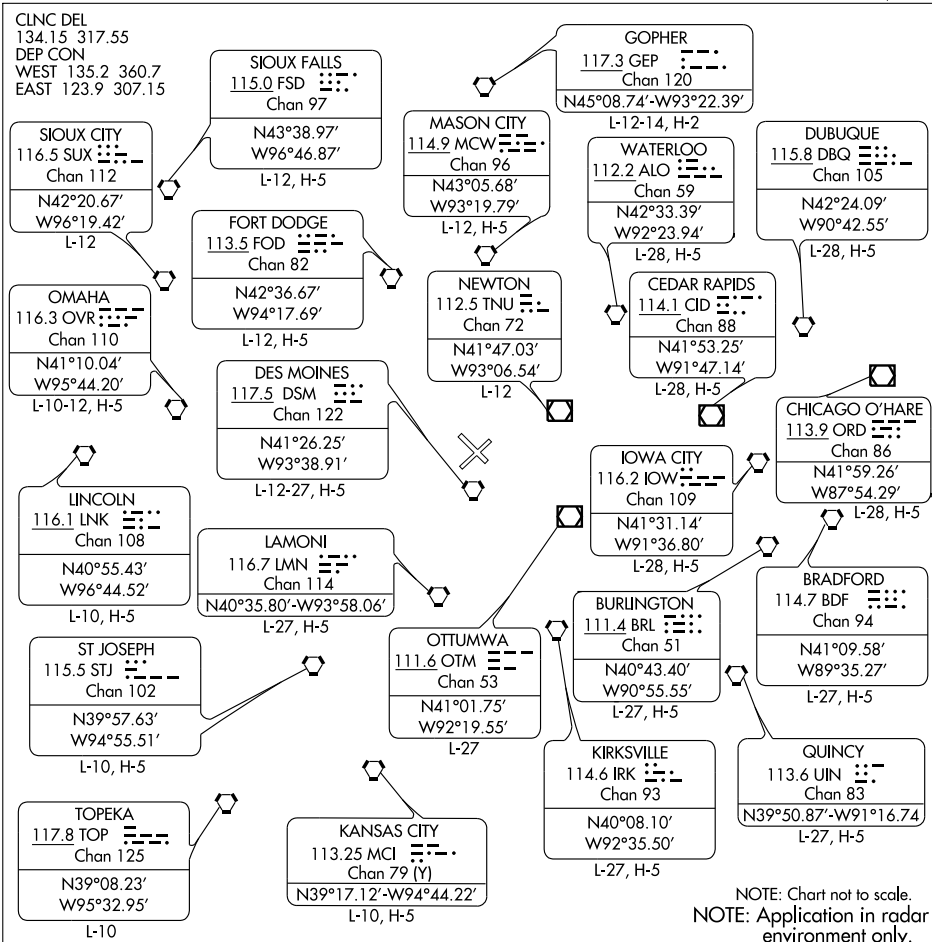 CLNC DEL
134.15 317.55
DEP CON
WEST 135.2 360.7
EAST 123.9 307.15
SIOUX FALLS
115.0 FSD
Chan 97
N43°38.97′
W96°46.87′
L-12, H-5
GOPHER
117.3 GEP
Chan 120
N45°08.74′-W93°22.39′
L-12-14, H-2
SIOUX CITY
116.5 SUX
Chan 112
N42°20.67′
W96°19.42′
L-12
MASON CITY
114.9 MCW
Chan 96
N43°05.68′
W93°19.79′
L-12, H-5
WATERLOO
112.2 ALO
Chan 59
N42°33.39′
W92°23.94′
L-28, H-5
DUBUQUE
115.8 DBQ
Chan 105
N42°24.09′
W90°42.55′
L-28, H-5
FORT DODGE
113.5 FOD
Chan 82
N42°36.67′
W94°17.69′
L-12, H-5
OMAHA
116.3 OVR
Chan 110
N41°10.04′
W95°44.20′
L-10-12, H-5
NEWTON
112.5 TNU
Chan 72
N41°47.03′
W93°06.54′
L-12
CEDAR RAPIDS
114.1 CID
Chan 88
N41°53.25′
W91°47.14′
L-28, H-5
DES MOINES
117.5 DSM
Chan 122
N41°26.25′
W93°38.91′
L-12-27, H-5
CHICAGO O'HARE
113.9 ORD
Chan 86
N41°59.26′
W87°54.29′
L-28, H-5
IOWA CITY
116.2 IOW
Chan 109
N41°31.14′
W91°36.80′
L-28, H-5
LINCOLN
116.1 LNK
Chan 108
N40°55.43′
W96°44.52′
L-10, H-5
LAMONI
116.7 LMN
Chan 114
N40°35.80′-W93°58.06′
L-27, H-5
BRADFORD
114.7 BDF
Chan 94
N41°09.58′
W89°35.27′
L-27, H-5
BURLINGTON
111.4 BRL
Chan 51
N40°43.40′
W90°55.55′
L-27, H-5
OTTUMWA
111.6 OTM
Chan 53
N41°01.75′
W92°19.55′
L-27
ST JOSEPH
115.5 STJ
Chan 102
N39°57.63′
W94°55.51′
L-10, H-5
KIRKSVILLE
114.6 IRK
Chan 93
N40°08.10′
W92°35.50′
L-27, H-5
QUINCY
113.6 UIN
Chan 83
N39°50.87′-W91°16.74
L-27, H-5
TOPEKA
117.8 TOP
Chan 125
N39°08.23′
W95°32.95′
L-10
KANSAS CITY
113.25 MCI
Chan 79 (Y)
N39°17.12′-W94°44.22′
L-10, H-5
NOTE: Chart not to scale.
NOTE: Application in radar
environment only.